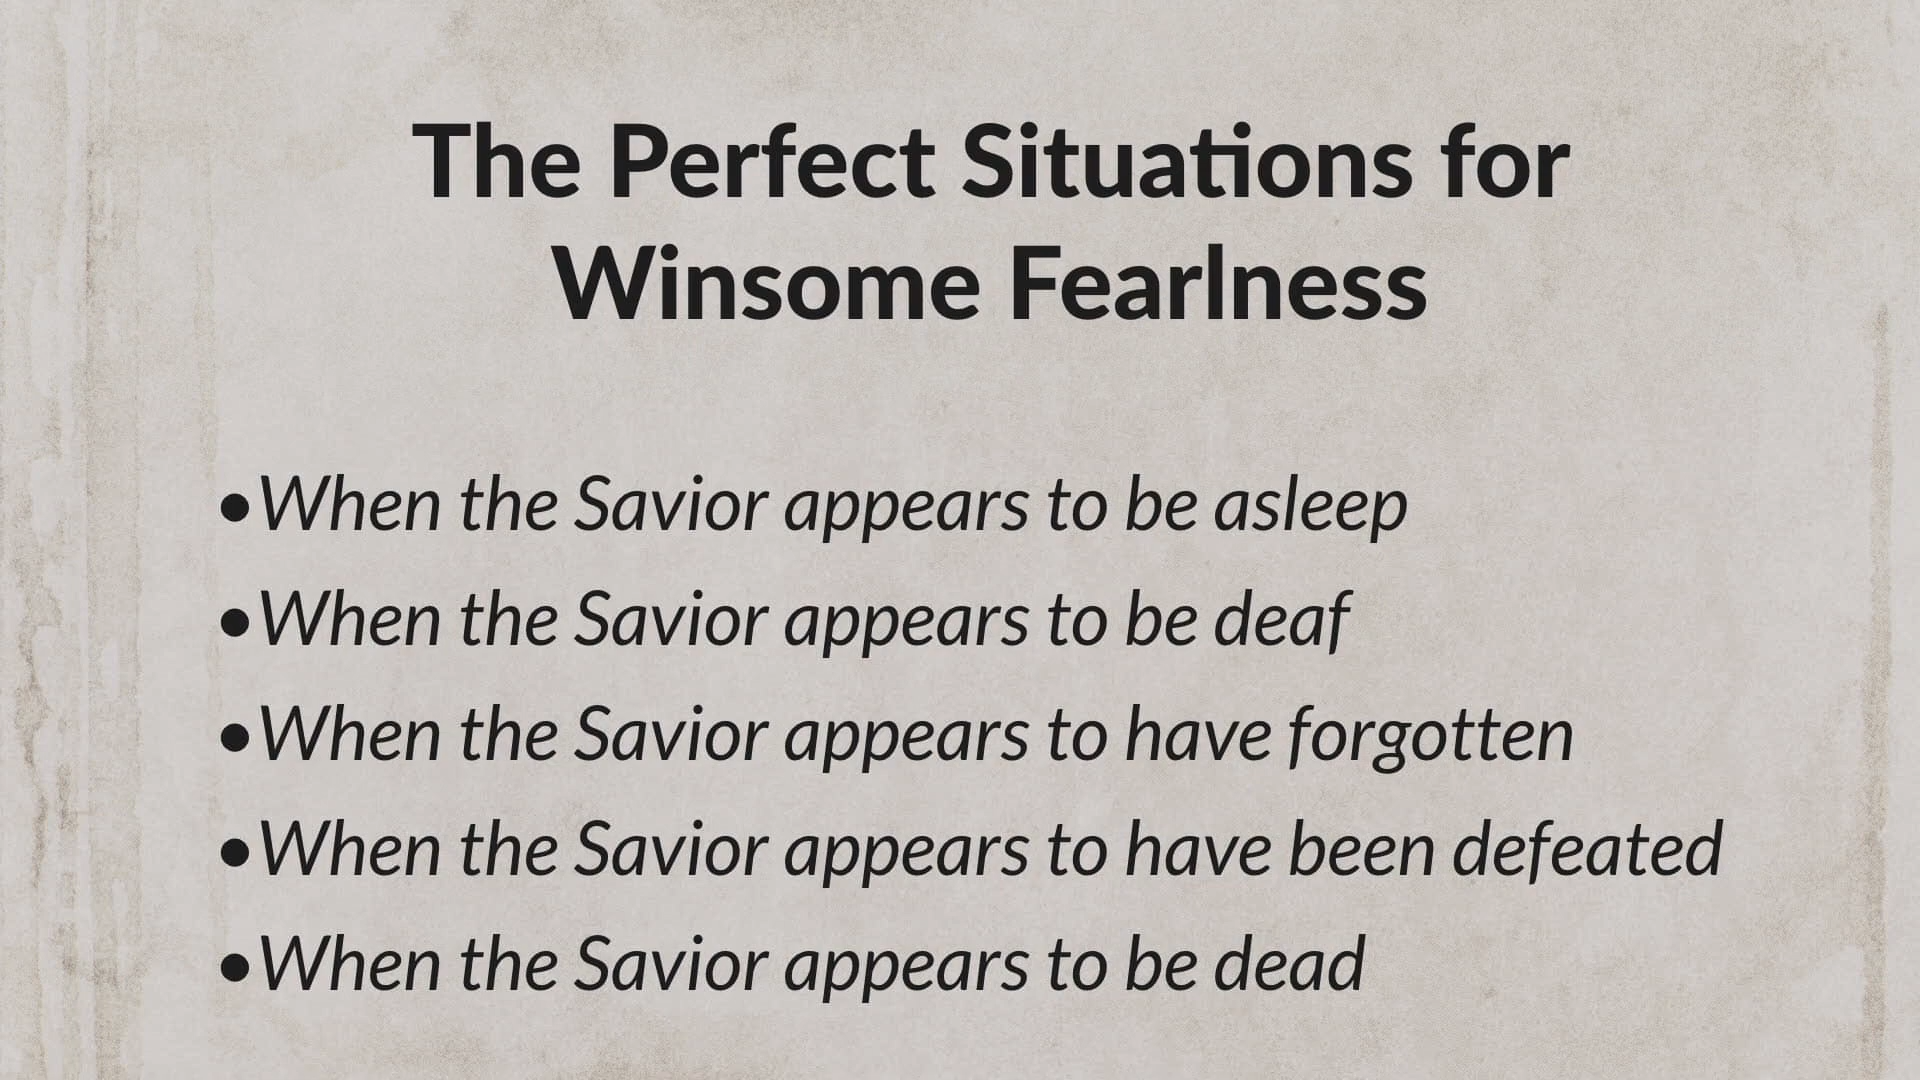 The Perfect Situations for
Winsome Fearlness
•When the Savior appears to be asleep
•When the Savior appears to be deaf
•When the Savior appears to have forgotten
•When the Savior appears to have been defeated
•When the Savior appears to be dead